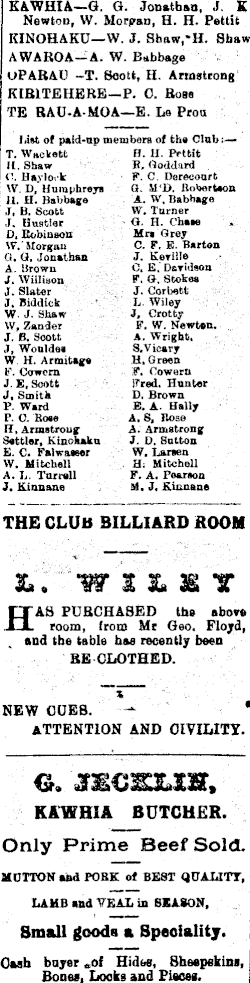 KAWHIA—G. G. Jonathan, J. K
Newton, W. Morgan, H. H. Pettit
KINOHAKU—W. J. Shaw, H. Shaw
AWAROA—A. W. Babbage
OPARAU -T. Scott, H. Armstrong
KIRITEHERE—P. C. Rose
TE RAU-A-MOA—E. Le Prou
List of paid-up members of the Club:—
T. Wackett
H. Shaw
C. Haylock
W. D, Humphreys
H. H. Babbage
J, B. Scott
J. Hustler
D, Robinson
W. Morgan
G. G. Jonathan
A. Brown
J. Willison
J. Slater
J. Biddick
W. J. Shaw
W, Zander
J. B, Scott
J, Wouldes
W. H. Armitage
F. Cowern
J. E, Scott
J, Smith
P. Ward
P. C. Rose
H, Armstroug
Settler, Kinohaku
E. C. Falwasser
W. Mitchell
A. L. Turrell
J. Kinnane
H. H. Pettit
R, Goddard
F. C. Derecourt
G. M'D. Robertson
A. W, Babbage
W. Turner
G. H. Chase
Mrs Grey
C. F. E. Barton
J. Keville
C, E, Davidson
F. G. Stokes
J. Corbett
L. Wiley
J, Crotty
F. W. Newton.
A. Wright,
S. Vicary
H, Green
F. Cowern
Fred. Hunter
D. Brown
E. A. Hally
A. S, Rose
A. Armstrong
J. D. Sutton
W. Larsen
H. Mitchell
F. A. Pearson
M. J. Kinnane
THE CLUB BILLIARD ROOM
L. WILEY
HAS PURCHASED the above
room, from Mr Geo. Floyd,
and the table has recently been
RE-CLOTHED.
NEW CUES.
ATTENTION AND CIVILITY.
G. JECKLIN,
KAWHIA BUTCHER.
Only Prime Beef Sold.
MUTTON and PORK of BEST QUALITY,
LAMB and VEAL in SEASON,
Small goods a Speciality.
Cash buyer of Hides, Sheepskins,
Bones, Locks and Pieces.